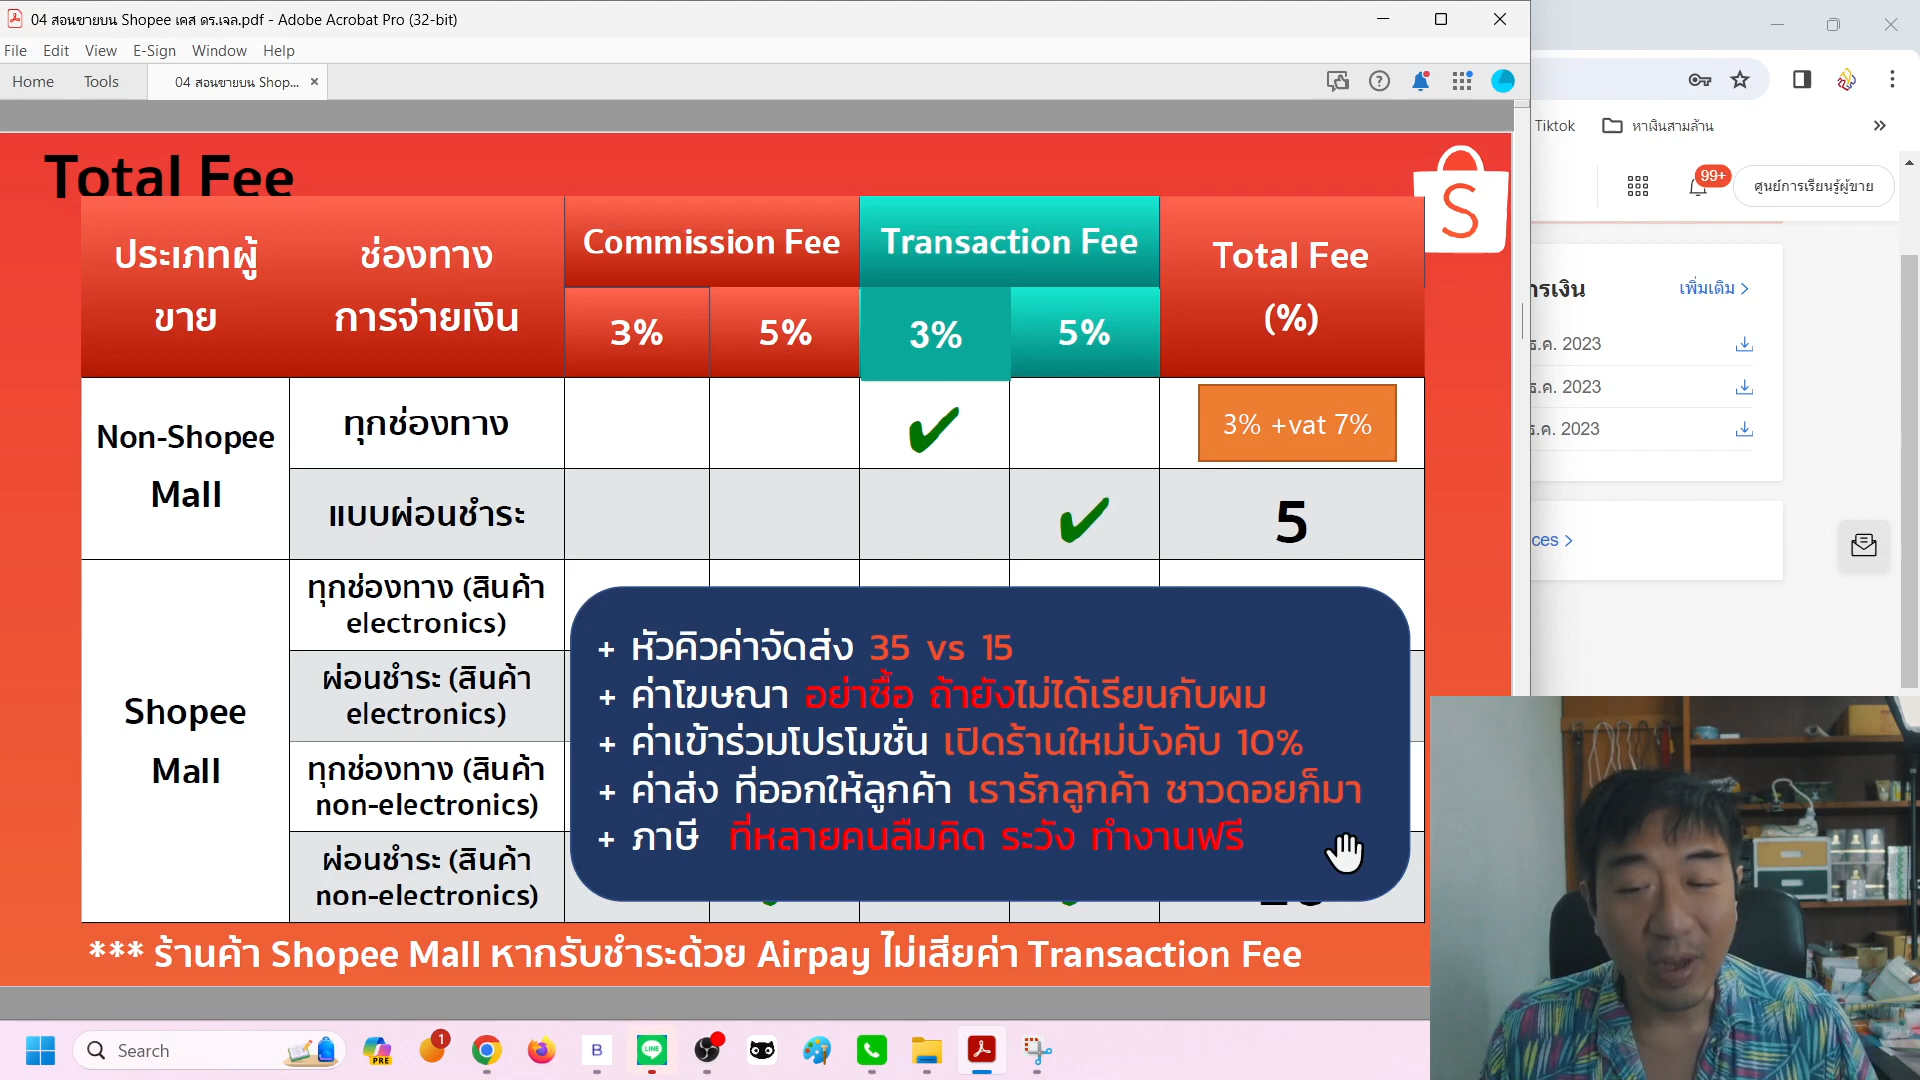 04 สอนขายบน Shopee เคส ดร.เจล.pdf - Adobe Acrobat Pro (32-bit)
File Edit View E-Sign Window Help
Home Tools 04 สอนขายบน Shop...
Tiktok หาเงินสามล้าน
99+ ศูนย์การเรียนรู้ผู้ขาย
ารเงิน เพิ่มเติม
ธ.ค. 2023
ธ.ค. 2023
ธ.ค. 2023
ces
Total Fee
S
ประเภทผู้ขาย ช่องทางการจ่ายเงิน Commission Fee Transaction Fee Total Fee (%)
3% 5% 3% 5%
Non-Shopee Mall
ทุกช่องทาง ✔ 3% +vat 7%
แบบผ่อนชำระ ✔ 5
Shopee Mall
ทุกช่องทาง (สินค้า electronics)
ผ่อนชำระ (สินค้า electronics)
ทุกช่องทาง (สินค้า non-electronics)
ผ่อนชำระ (สินค้า non-electronics)
+ หัวคิวค่าจัดส่ง 35 vs 15
+ ค่าโฆษณา อย่าซื้อ ถ้ายังไม่ได้เรียนกับผม
+ ค่าเข้าร่วมโปรโมชั่น เปิดร้านใหม่บังคับ 10%
+ ค่าส่ง ที่ออกให้ลูกค้า เรารักลูกค้า ชาวดอยก็มา
+ ภาษี ที่หลายคนลืมคิด ระวัง ทำงานฟรี
*** ร้านค้า Shopee Mall หากรับชำระด้วย Airpay ไม่เสียค่า Transaction Fee
Search
PRE
1
B
LINE